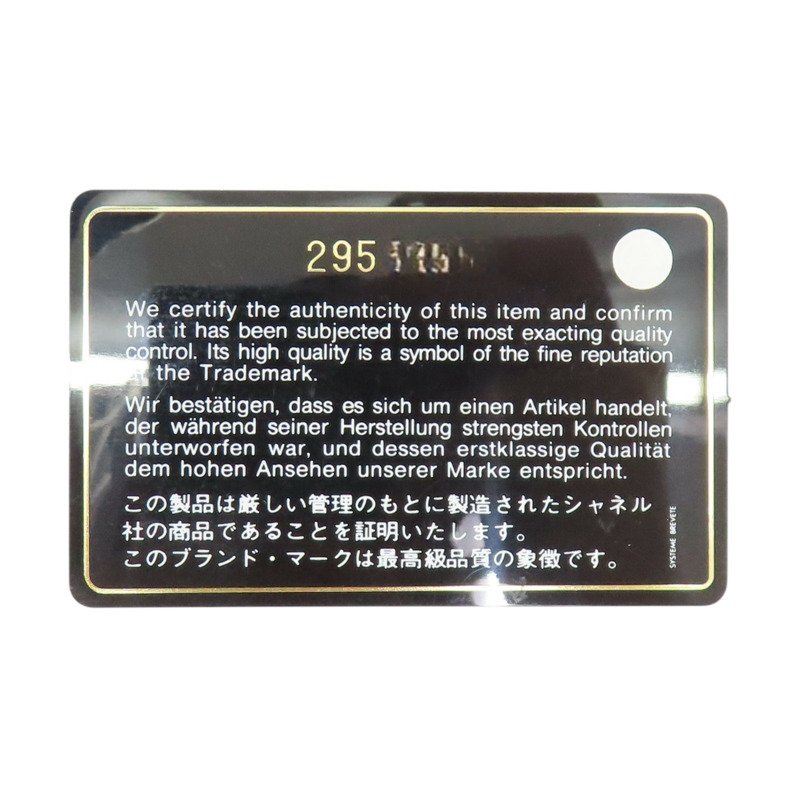 295
We certify the authenticity of this item and confirm
that it has been subjected to the most exacting quality
control. Its high quality is a symbol of the fine reputation
the Trademark.
Wir bestätigen, dass es sich um einen Artikel handelt,
der während seiner Herstellung strengsten Kontrollen
unterworfen war, und dessen erstklassige Qualität
dem hohen Ansehen unserer Marke entspricht.
この製品は厳しい管理のもとに製造されたシャネル
社の商品であることを証明いたします。
このブランド・マークは最高級品質の象徴です。
SYSTEME BREVETE